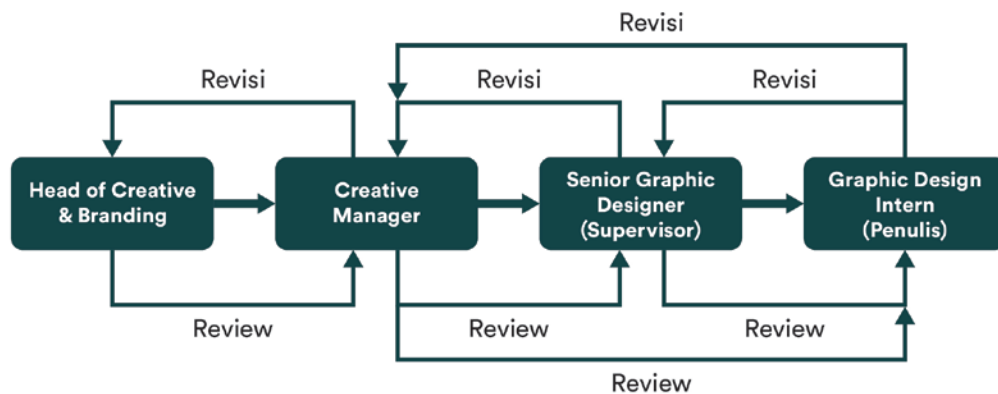 Revisi
Revisi
Revisi
Revisi
Head of Creative
& Branding
Creative
Manager
Senior Graphic
Designer
(Supervisor)
Graphic Design
Intern
(Penulis)
Review
Review
Review
Review